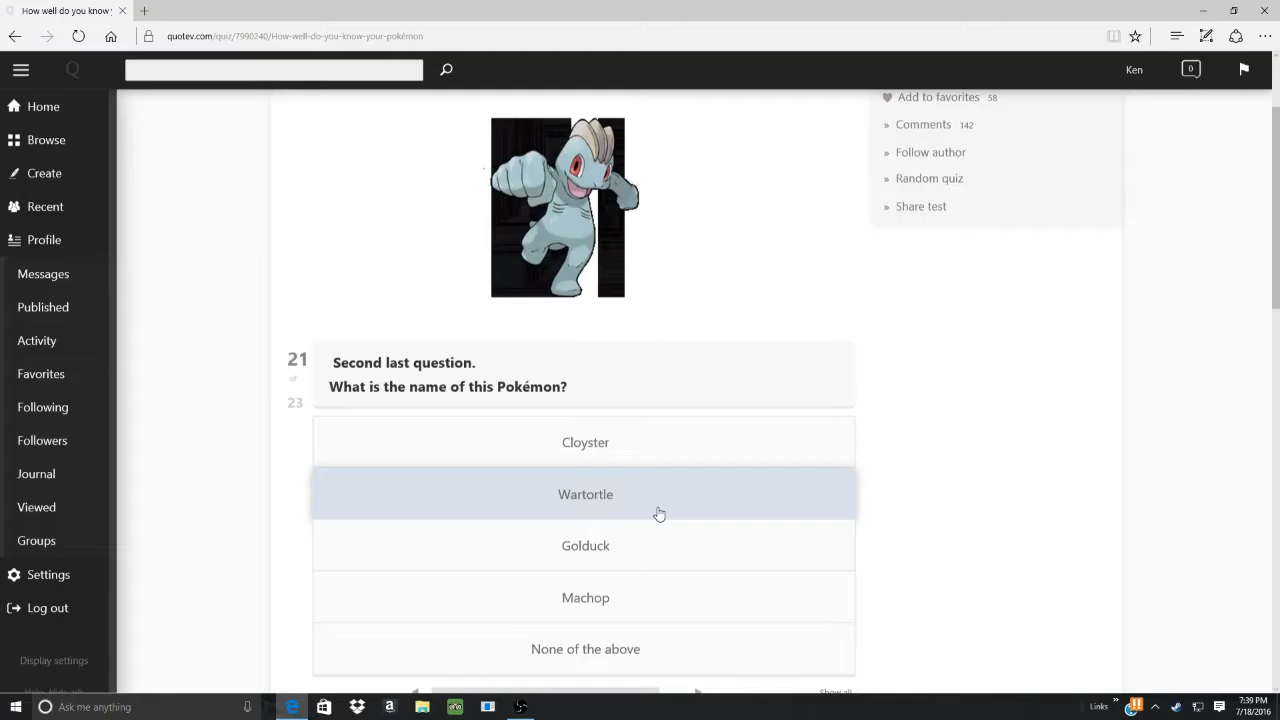 How well do you know
quotev.com/quiz/7990240/How-well-do-you-know-your-pokémon
Q
Ken
0
Home
Browse
Create
Recent
Profile
Messages
Published
Activity
Favorites
Following
Followers
Journal
Viewed
Groups
Settings
Log out
Display settings
Add to favorites 58
» Comments 142
» Follow author
» Random quiz
» Share test
21
of
23
Second last question.
What is the name of this Pokémon?
Cloyster
Wartortle
Golduck
Machop
None of the above
Show all
Ask me anything
Links
7:39 PM
7/18/2016